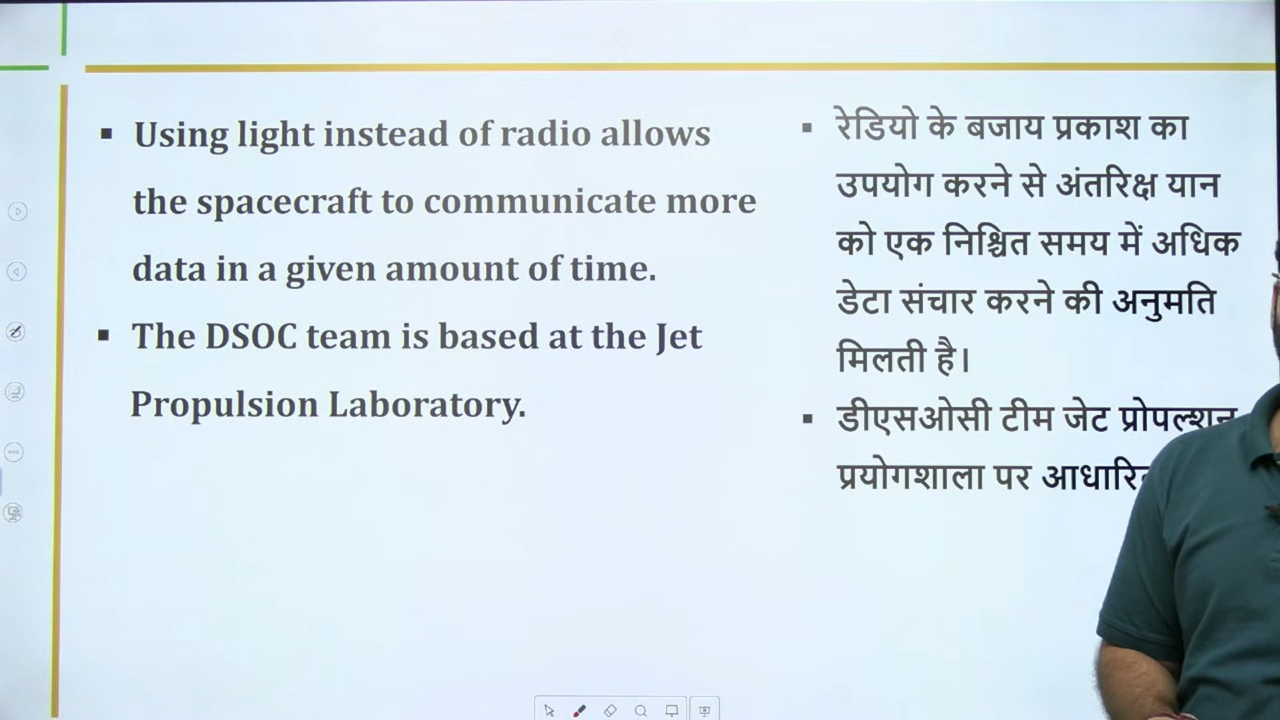 ▪ Using light instead of radio allows
the spacecraft to communicate more
data in a given amount of time.
▪ The DSOC team is based at the Jet
Propulsion Laboratory.
▪ रेडियो के बजाय प्रकाश का
उपयोग करने से अंतरिक्ष यान
को एक निश्चित समय में अधिक
डेटा संचार करने की अनुमति
मिलती है।
▪ डीएसओसी टीम जेट प्रोपल्शन
प्रयोगशाला पर